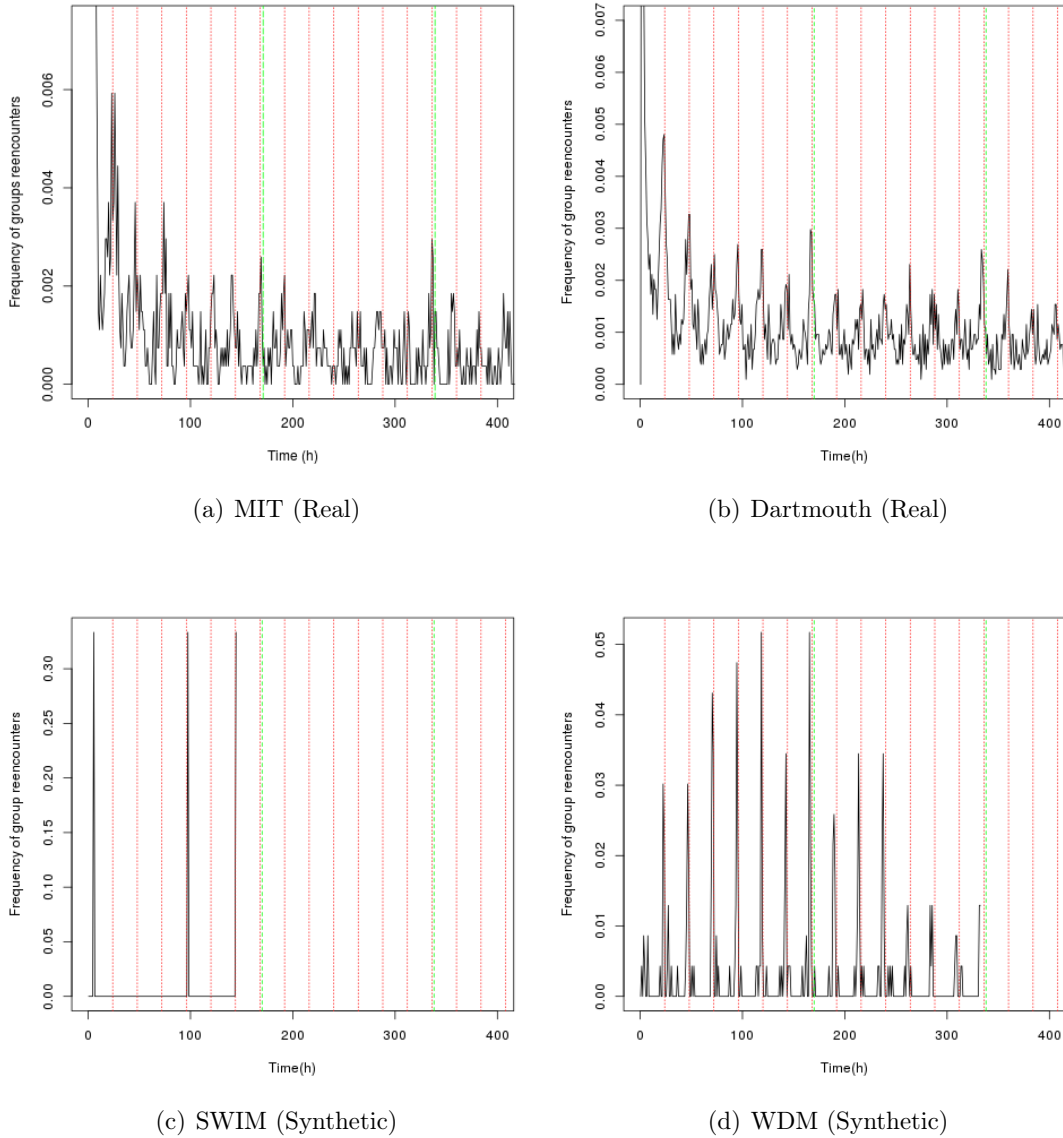 Frequency of groups reencounters
0.006
0.004
0.002
0.000
0 100 200 300 400
Time (h)
(a) MIT (Real)
Frequency of group reencounters
0.007
0.006
0.005
0.004
0.003
0.002
0.001
0.000
0 100 200 300 400
Time(h)
(b) Dartmouth (Real)
Frequency of group reencounters
0.30
0.25
0.20
0.15
0.10
0.05
0.00
0 100 200 300 400
Time(h)
(c) SWIM (Synthetic)
Frequency of group reencounters
0.05
0.04
0.03
0.02
0.01
0.00
0 100 200 300 400
Time(h)
(d) WDM (Synthetic)